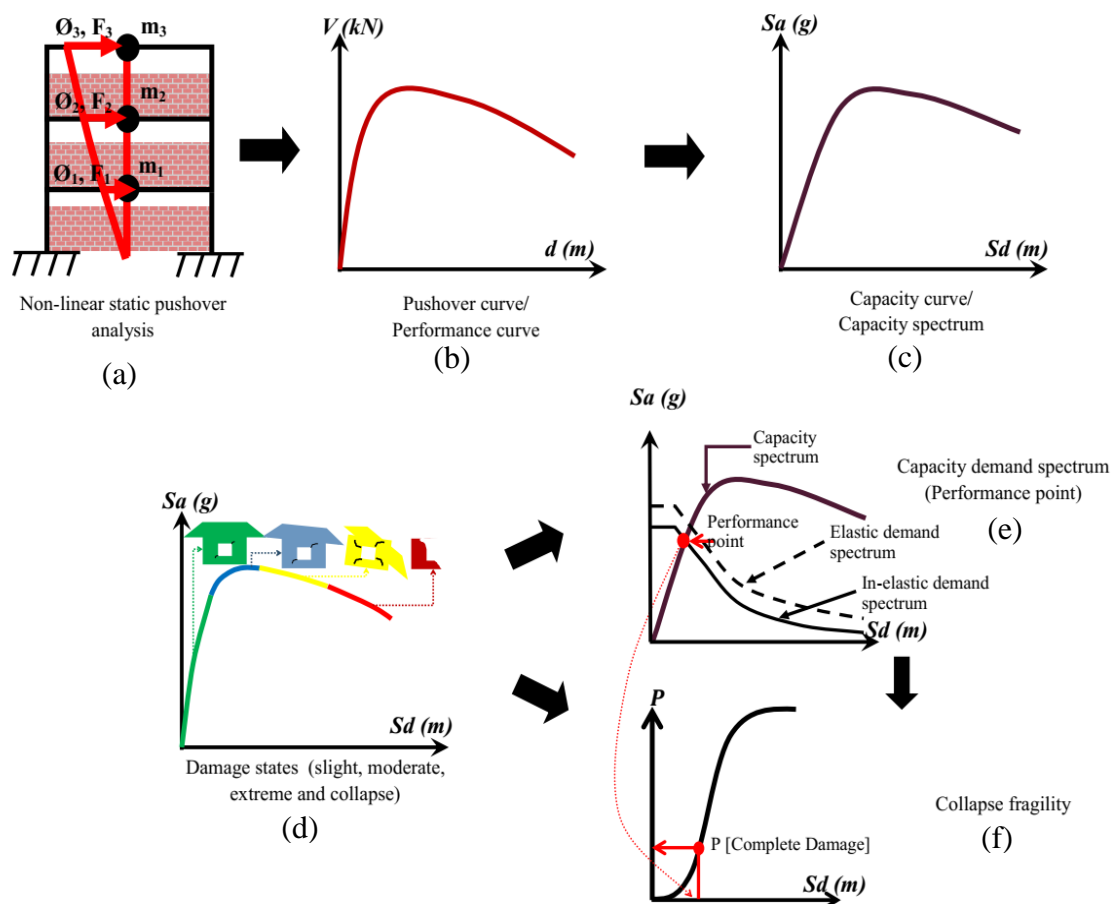 Ø3, F3
m3
m2
Ø2, F2
m1
Ø1, F1
Non-linear static pushover
analysis
(a)
V (kN)
d (m)
Pushover curve/
Performance curve
(b)
Sa (g)
Sd (m)
Capacity curve/
Capacity spectrum
(c)
Sa (g)
Sd (m)
Damage states (slight, moderate,
extreme and collapse)
(d)
Sa (g)
Capacity
spectrum
Performance
point
Elastic demand
spectrum
In-elastic demand
spectrum
Sd (m)
Capacity demand spectrum
(Performance point)
(e)
P
P [Complete Damage]
Sd (m)
Collapse fragility
(f)